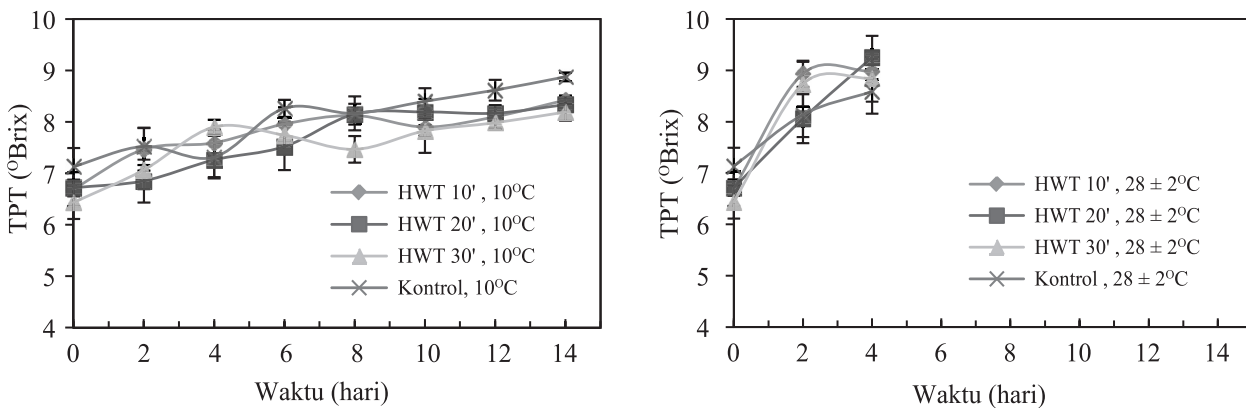 10
9
8
7
6
5
4
TPT (ᴼBrix)
HWT 10' , 10ᴼC
HWT 20' , 10ᴼC
HWT 30' , 10ᴼC
Kontrol, 10ᴼC
0 2 4 6 8 10 12 14
Waktu (hari)
10
9
8
7
6
5
4
TPT (ᴼBrix)
HWT 10' , 28 ± 2ᴼC
HWT 20' , 28 ± 2ᴼC
HWT 30' , 28 ± 2ᴼC
Kontrol , 28 ± 2ᴼC
0 2 4 6 8 10 12 14
Waktu (hari)